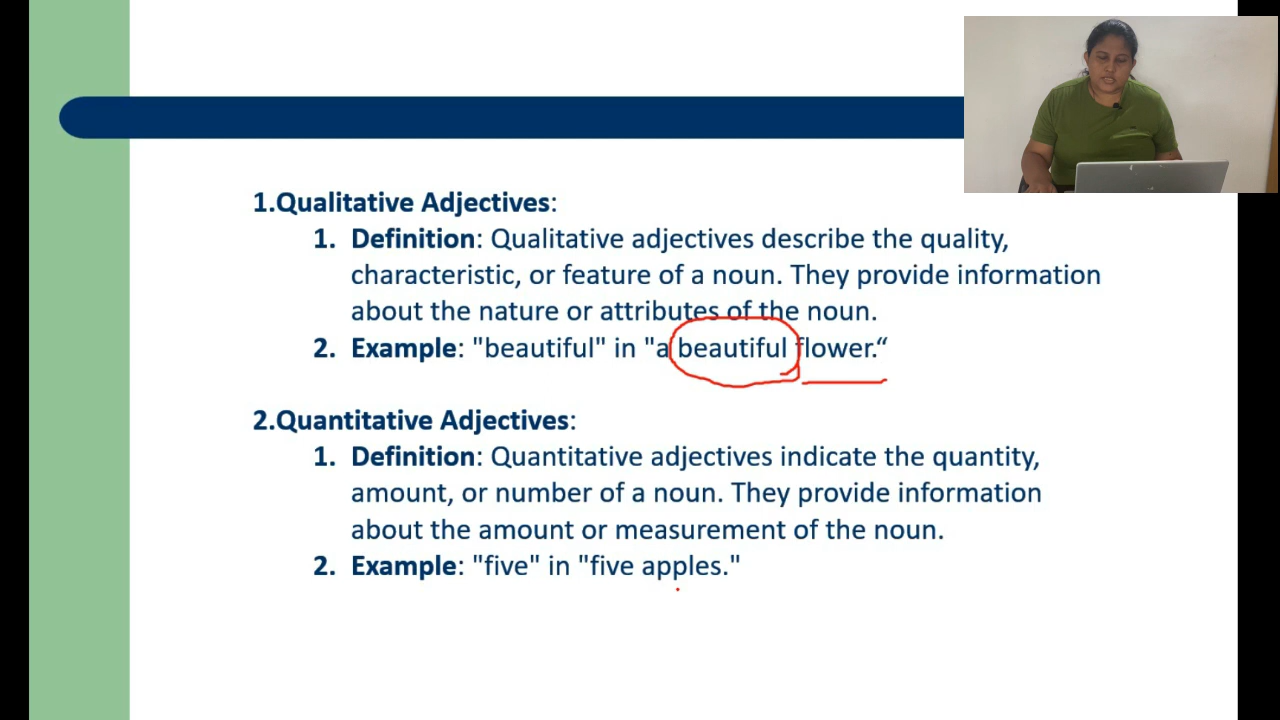 1.Qualitative Adjectives:
1. Definition: Qualitative adjectives describe the quality,
characteristic, or feature of a noun. They provide information
about the nature or attributes of the noun.
2. Example: "beautiful" in "a beautiful flower.“
2.Quantitative Adjectives:
1. Definition: Quantitative adjectives indicate the quantity,
amount, or number of a noun. They provide information
about the amount or measurement of the noun.
2. Example: "five" in "five apples."